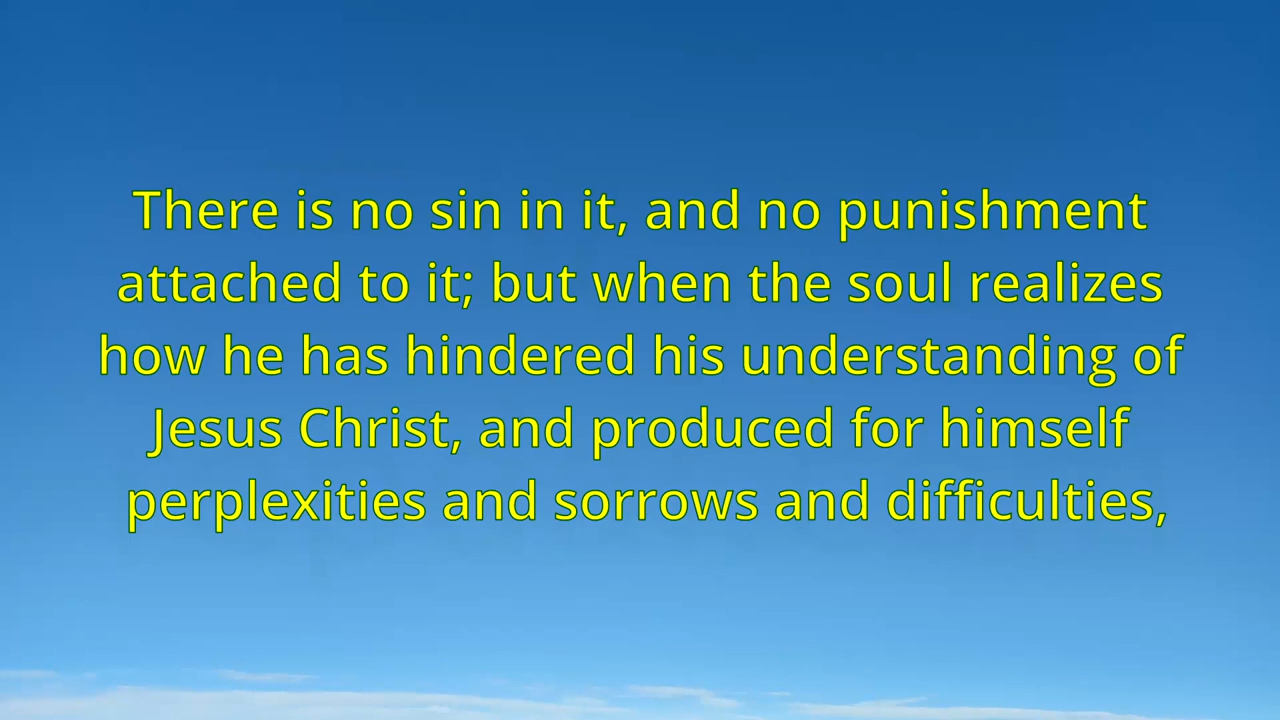 There is no sin in it, and no punishment
attached to it; but when the soul realizes
how he has hindered his understanding of
Jesus Christ, and produced for himself
perplexities and sorrows and difficulties,